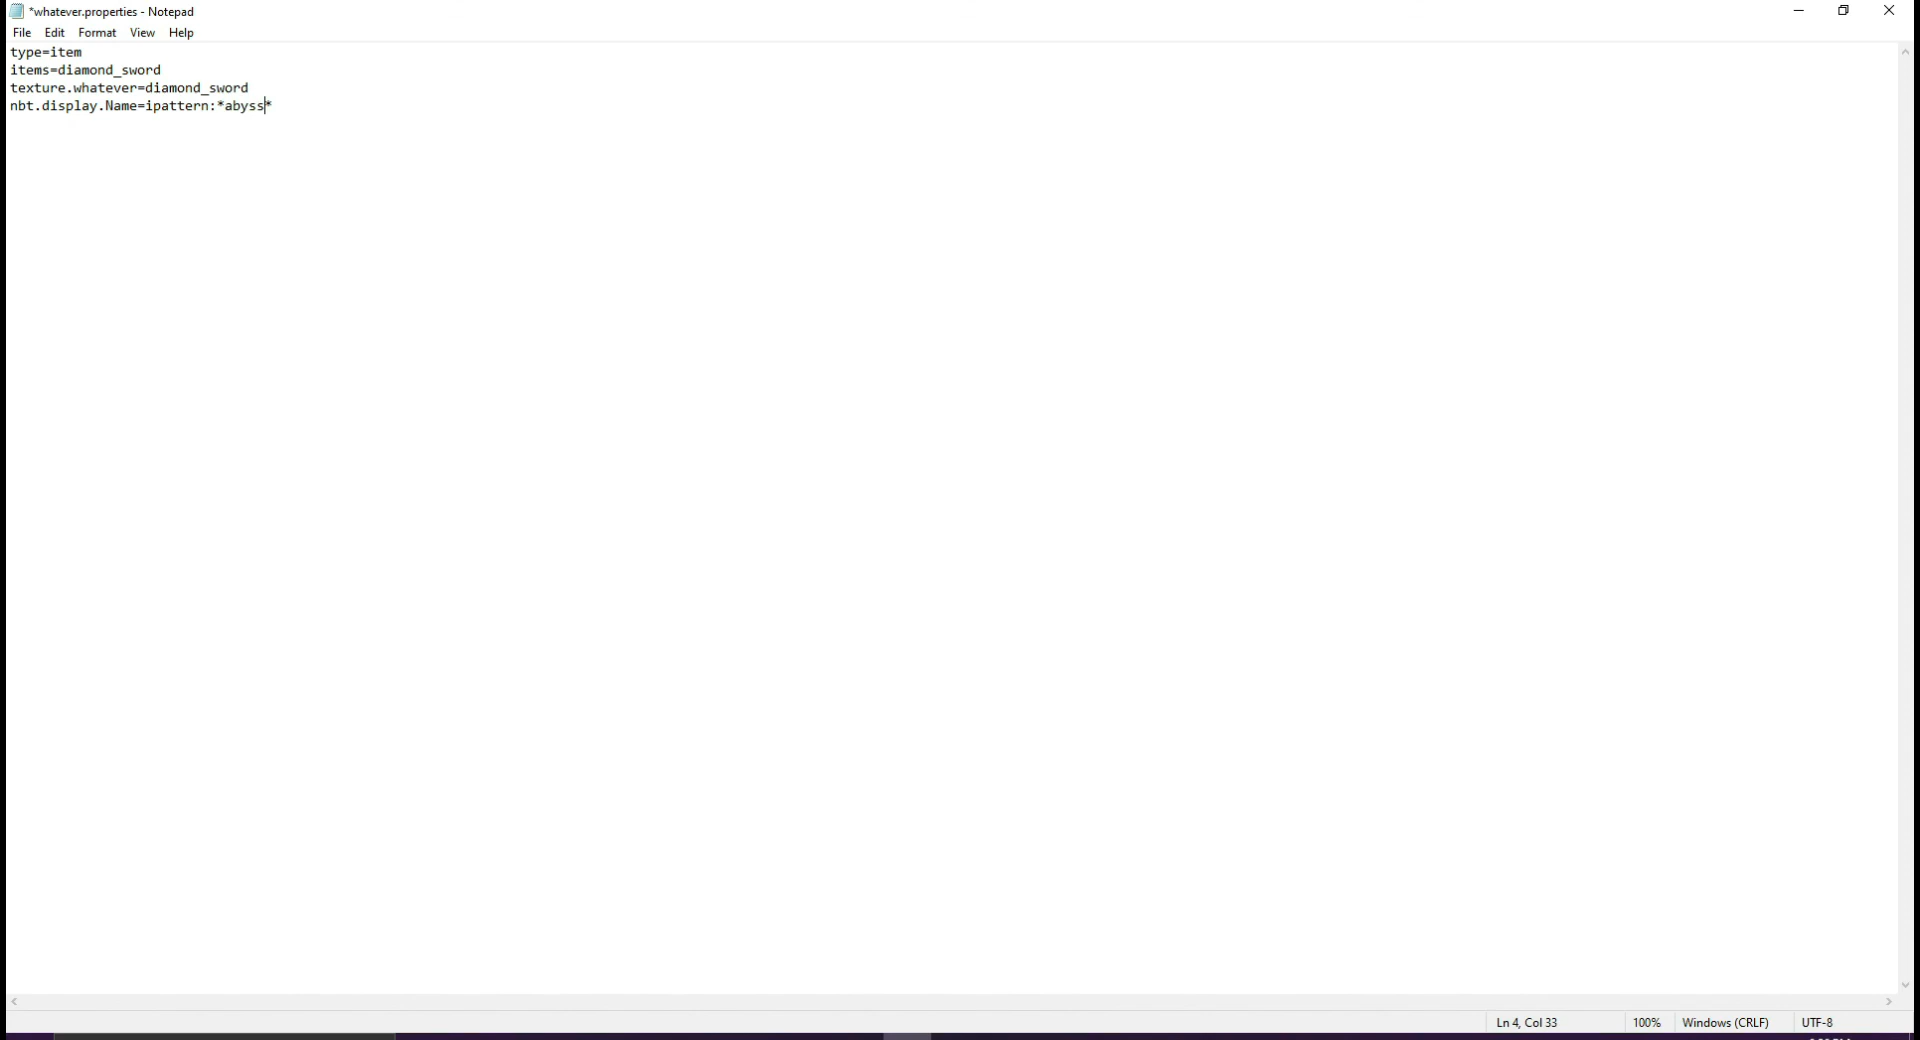 *whatever.properties - Notepad
File Edit Format View Help
type=item
items=diamond_sword
texture.whatever=diamond_sword
nbt.display.Name=ipattern:*abyss*
Ln 4, Col 33 100% Windows (CRLF) UTF-8